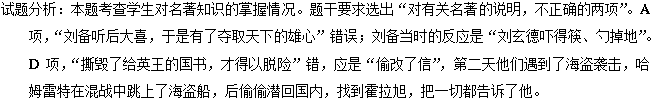 试题分析：本题考查学生对名著知识的掌握情况。题干要求选出“对有关名著的说明，不正确的两项”。A
项，“刘备听后大喜，于是有了夺取天下的雄心”错误；刘备当时的反应是“刘玄德吓得筷、勺掉地”。
D 项，“撕毁了给英王的国书，才得以脱险”错，应是“偷改了信”，第二天他们遇到了海盗袭击，哈
姆雷特在混战中跳上了海盗船，后偷偷潜回国内，找到霍拉旭，把一切都告诉了他。